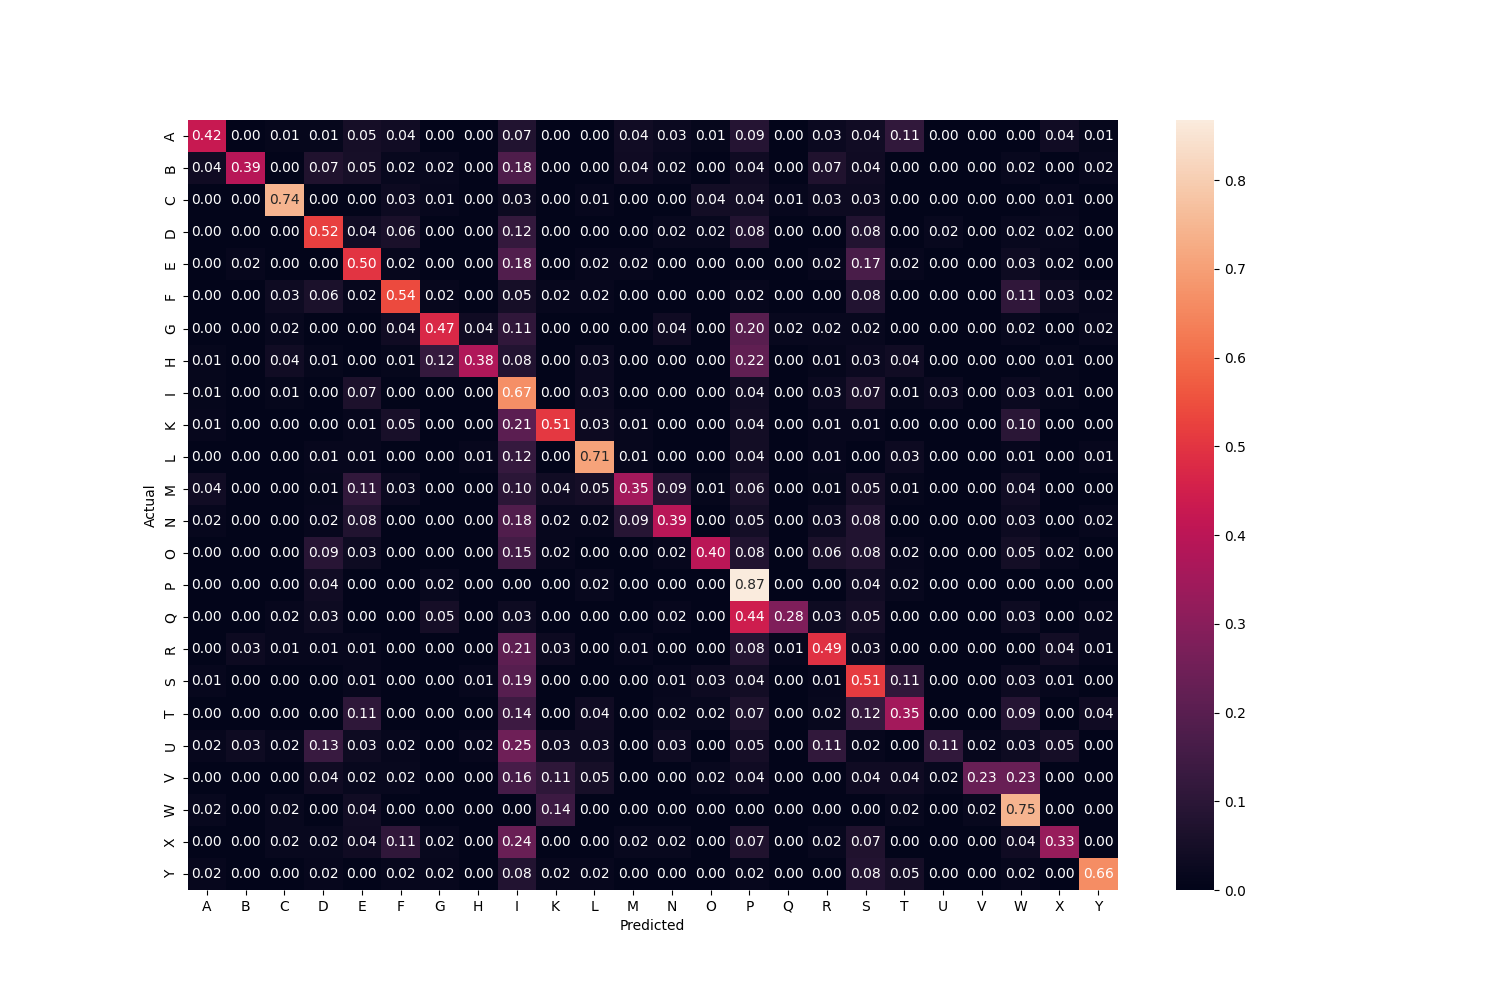 A 0.42 0.00 0.01 0.01 0.05 0.04 0.00 0.00 0.07 0.00 0.00 0.04 0.03 0.01 0.09 0.00 0.03 0.04 0.11 0.00 0.00 0.00 0.04 0.01
B 0.04 0.39 0.00 0.07 0.05 0.02 0.02 0.00 0.18 0.00 0.00 0.04 0.02 0.00 0.04 0.00 0.07 0.04 0.00 0.00 0.00 0.02 0.00 0.02
C 0.00 0.00 0.74 0.00 0.00 0.03 0.01 0.00 0.03 0.00 0.01 0.00 0.00 0.04 0.04 0.01 0.03 0.03 0.00 0.00 0.00 0.00 0.01 0.00
D 0.00 0.00 0.00 0.52 0.04 0.06 0.00 0.00 0.12 0.00 0.00 0.00 0.02 0.02 0.08 0.00 0.00 0.08 0.00 0.02 0.00 0.02 0.02 0.00
E 0.00 0.02 0.00 0.00 0.50 0.02 0.00 0.00 0.18 0.00 0.02 0.02 0.00 0.00 0.00 0.00 0.02 0.17 0.02 0.00 0.00 0.03 0.02 0.00
F 0.00 0.00 0.03 0.06 0.02 0.54 0.02 0.00 0.05 0.02 0.02 0.00 0.00 0.00 0.02 0.00 0.00 0.08 0.00 0.00 0.00 0.11 0.03 0.02
G 0.00 0.00 0.02 0.00 0.00 0.04 0.47 0.04 0.11 0.00 0.00 0.00 0.04 0.00 0.20 0.02 0.02 0.02 0.00 0.00 0.00 0.02 0.00 0.02
H 0.01 0.00 0.04 0.01 0.00 0.01 0.12 0.38 0.08 0.00 0.03 0.00 0.00 0.00 0.22 0.00 0.01 0.03 0.04 0.00 0.00 0.00 0.01 0.00
I 0.01 0.00 0.01 0.00 0.07 0.00 0.00 0.00 0.67 0.00 0.03 0.00 0.00 0.00 0.04 0.00 0.03 0.07 0.01 0.03 0.00 0.03 0.01 0.00
K 0.01 0.00 0.00 0.00 0.01 0.05 0.00 0.00 0.21 0.51 0.03 0.01 0.00 0.00 0.04 0.00 0.01 0.01 0.00 0.00 0.00 0.10 0.00 0.00
L 0.00 0.00 0.00 0.01 0.01 0.00 0.00 0.01 0.12 0.00 0.71 0.01 0.00 0.00 0.04 0.00 0.01 0.00 0.03 0.00 0.00 0.01 0.00 0.01
M 0.04 0.00 0.00 0.01 0.11 0.03 0.00 0.00 0.10 0.04 0.05 0.35 0.09 0.01 0.06 0.00 0.01 0.05 0.01 0.00 0.00 0.04 0.00 0.00
N 0.02 0.00 0.00 0.02 0.08 0.00 0.00 0.00 0.18 0.02 0.02 0.09 0.39 0.00 0.05 0.00 0.03 0.08 0.00 0.00 0.00 0.03 0.00 0.02
O 0.00 0.00 0.00 0.09 0.03 0.00 0.00 0.00 0.15 0.02 0.00 0.00 0.02 0.40 0.08 0.00 0.06 0.08 0.02 0.00 0.00 0.05 0.02 0.00
P 0.00 0.00 0.00 0.04 0.00 0.00 0.02 0.00 0.00 0.00 0.02 0.00 0.00 0.00 0.87 0.00 0.00 0.04 0.02 0.00 0.00 0.00 0.00 0.00
Q 0.00 0.00 0.02 0.03 0.00 0.00 0.05 0.00 0.03 0.00 0.00 0.00 0.02 0.00 0.44 0.28 0.03 0.05 0.00 0.00 0.00 0.03 0.00 0.02
R 0.00 0.03 0.01 0.01 0.01 0.00 0.00 0.00 0.21 0.03 0.00 0.01 0.00 0.00 0.08 0.01 0.49 0.03 0.00 0.00 0.00 0.00 0.04 0.01
S 0.01 0.00 0.00 0.00 0.01 0.00 0.00 0.01 0.19 0.00 0.00 0.00 0.01 0.03 0.04 0.00 0.01 0.51 0.11 0.00 0.00 0.03 0.01 0.00
T 0.00 0.00 0.00 0.00 0.11 0.00 0.00 0.00 0.14 0.00 0.04 0.00 0.02 0.02 0.07 0.00 0.02 0.12 0.35 0.00 0.00 0.09 0.00 0.04
U 0.02 0.03 0.02 0.13 0.03 0.02 0.00 0.02 0.25 0.03 0.03 0.00 0.03 0.00 0.05 0.00 0.11 0.02 0.00 0.11 0.02 0.03 0.05 0.00
V 0.00 0.00 0.00 0.04 0.02 0.02 0.00 0.00 0.16 0.11 0.05 0.00 0.00 0.02 0.04 0.00 0.00 0.04 0.04 0.02 0.23 0.23 0.00 0.00
W 0.02 0.00 0.02 0.00 0.04 0.00 0.00 0.00 0.00 0.14 0.00 0.00 0.00 0.00 0.00 0.00 0.00 0.00 0.02 0.00 0.02 0.75 0.00 0.00
X 0.00 0.00 0.02 0.02 0.04 0.11 0.02 0.00 0.24 0.00 0.00 0.02 0.02 0.00 0.07 0.00 0.02 0.07 0.00 0.00 0.00 0.04 0.33 0.00
Y 0.02 0.00 0.00 0.02 0.00 0.02 0.02 0.00 0.08 0.02 0.02 0.00 0.00 0.00 0.02 0.00 0.00 0.08 0.05 0.00 0.00 0.02 0.00 0.66
A B C D E F G H I K L M N O P Q R S T U V W X Y
Predicted
Actual
0.8
0.7
0.6
0.5
0.4
0.3
0.2
0.1
0.0